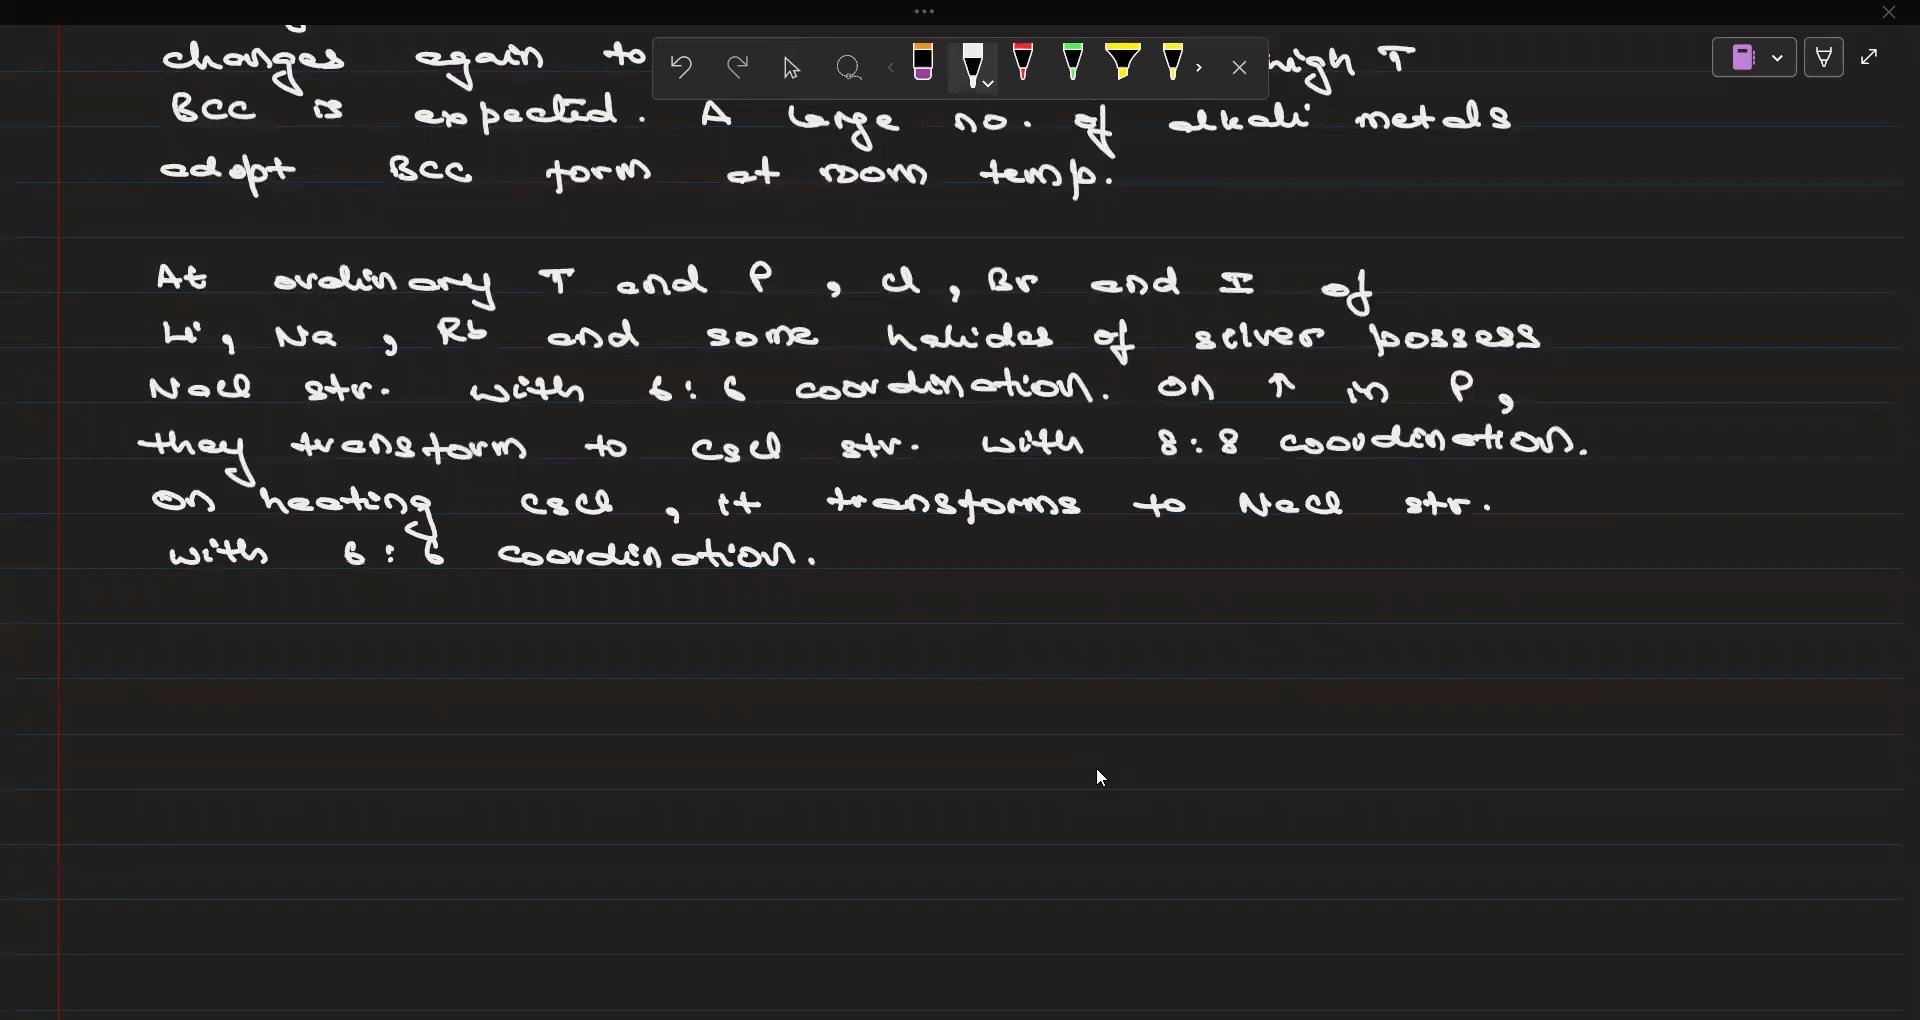 changes again to high T
BCC is expected. A large no. of alkali metals
adopt BCC form at room temp.
At ordinary T and P , Cl , Br and I of
Li , Na , Rb and some halides of silver possess
NaCl str. with 6 : 6 coordination. On ↑ in P ,
they transform to CsCl str. with 8 : 8 coordination.
On heating CsCl , it transforms to NaCl str.
with 6 : 6 coordination.